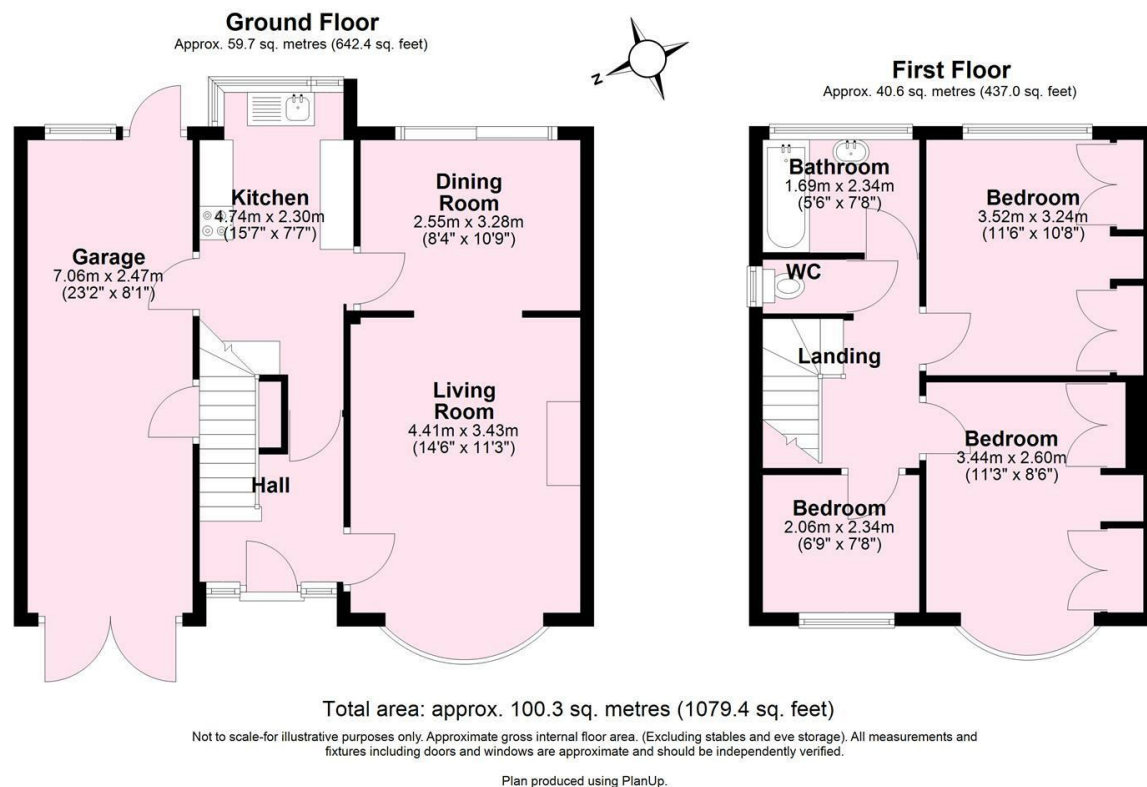 Ground Floor
Approx. 59.7 sq. metres (642.4 sq. feet)
N
Kitchen
4.74m x 2.30m
(15'7" x 7'7")
Dining
Room
2.55m x 3.28m
(8'4" x 10'9")
Garage
7.06m x 2.47m
(23'2" x 8'1")
Living
Room
4.41m x 3.43m
(14'6" x 11'3")
Hall
First Floor
Approx. 40.6 sq. metres (437.0 sq. feet)
Bathroom
1.69m x 2.34m
(5'6" x 7'8")
Bedroom
3.52m x 3.24m
(11'6" x 10'8")
WC
Landing
Bedroom
3.44m x 2.60m
(11'3" x 8'6")
Bedroom
2.06m x 2.34m
(6'9" x 7'8")
Total area: approx. 100.3 sq. metres (1079.4 sq. feet)
Not to scale-for illustrative purposes only. Approximate gross internal floor area. (Excluding stables and eve storage). All measurements and
fixtures including doors and windows are approximate and should be independently verified.
Plan produced using PlanUp.